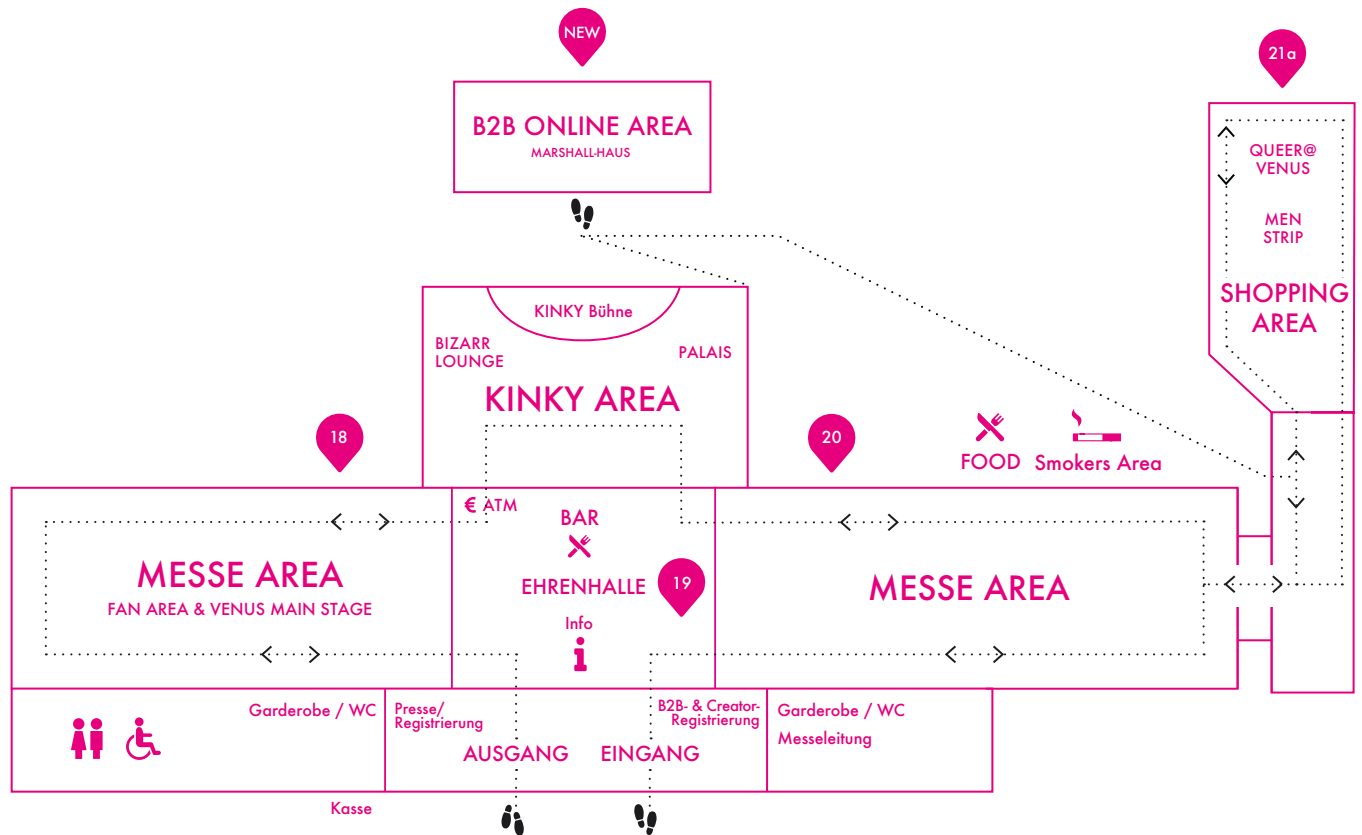 NEW
21a
B2B ONLINE AREA
MARSHALL-HAUS
QUEER@
VENUS
MEN
STRIP
SHOPPING
AREA
KINKY Bühne
BIZARR
LOUNGE
PALAIS
KINKY AREA
18
20
FOOD
Smokers Area
€ ATM
BAR
EHRENHALLE
19
Info
MESSE AREA
FAN AREA & VENUS MAIN STAGE
MESSE AREA
Garderobe / WC
Presse/
Registrierung
B2B- & Creator-
Registrierung
Garderobe / WC
Messeleitung
AUSGANG
EINGANG
Kasse